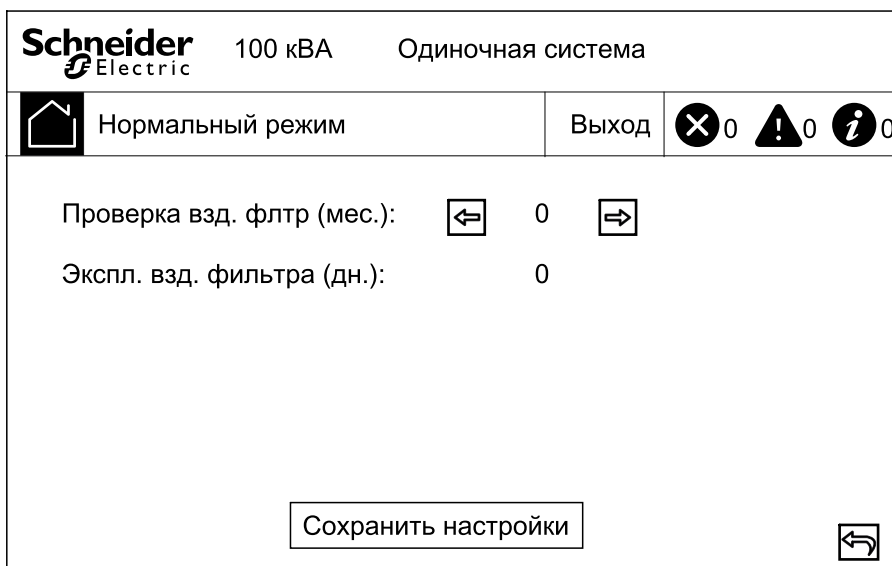 Schneider Electric 100 кВА Одиночная система
Нормальный режим Выход 0 0 0
Проверка взд. флтр (мес.): 0
Экспл. взд. фильтра (дн.): 0
Сохранить настройки